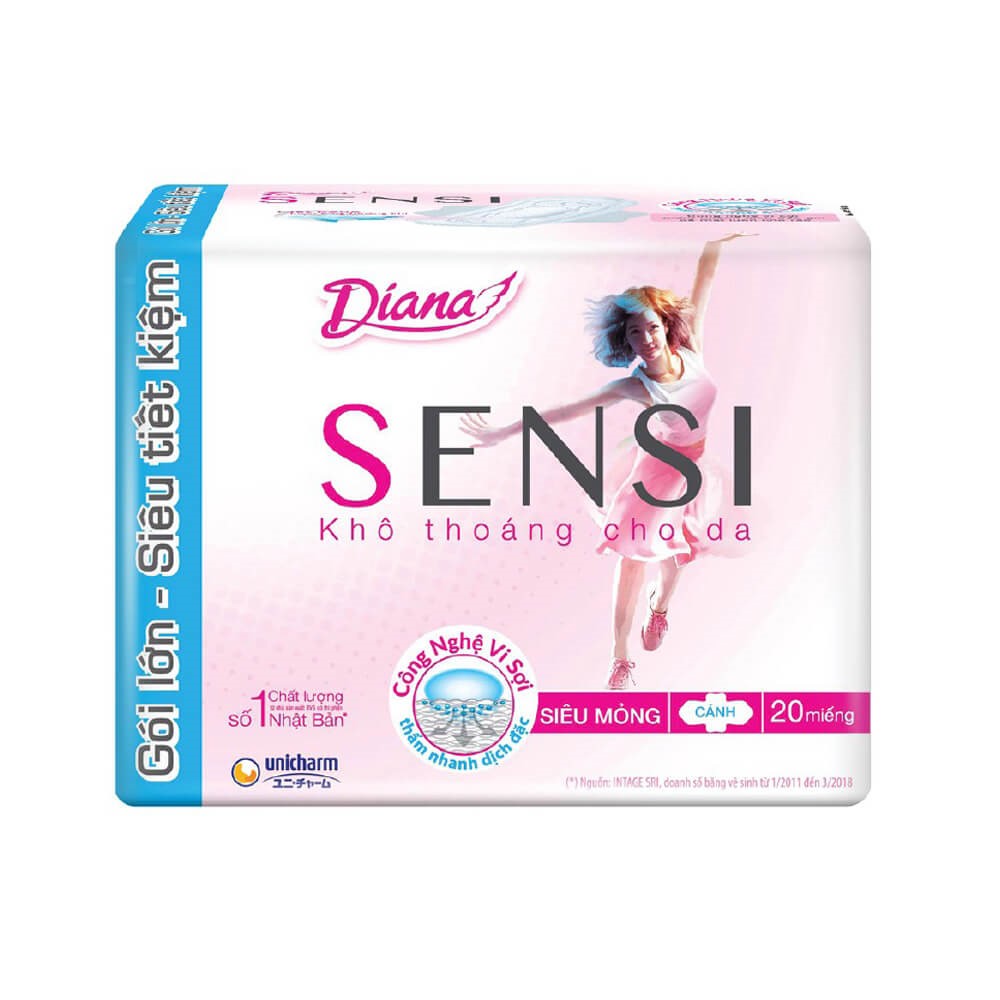 Gói lớn - Siêu tiết kiệm
SENSI
Diana
SENSI
Khô thoáng cho da
Công Nghệ Vi Sợi
thấm nhanh dịch đặc
số 1 Chất lượng
Nhật Bản*
unicharm
ユニ・チャーム
SIÊU MỎNG
CÁNH
20 miếng
(*) Nguồn: INTAGE SRI, doanh số băng vệ sinh từ 1/2011 đến 3/2018